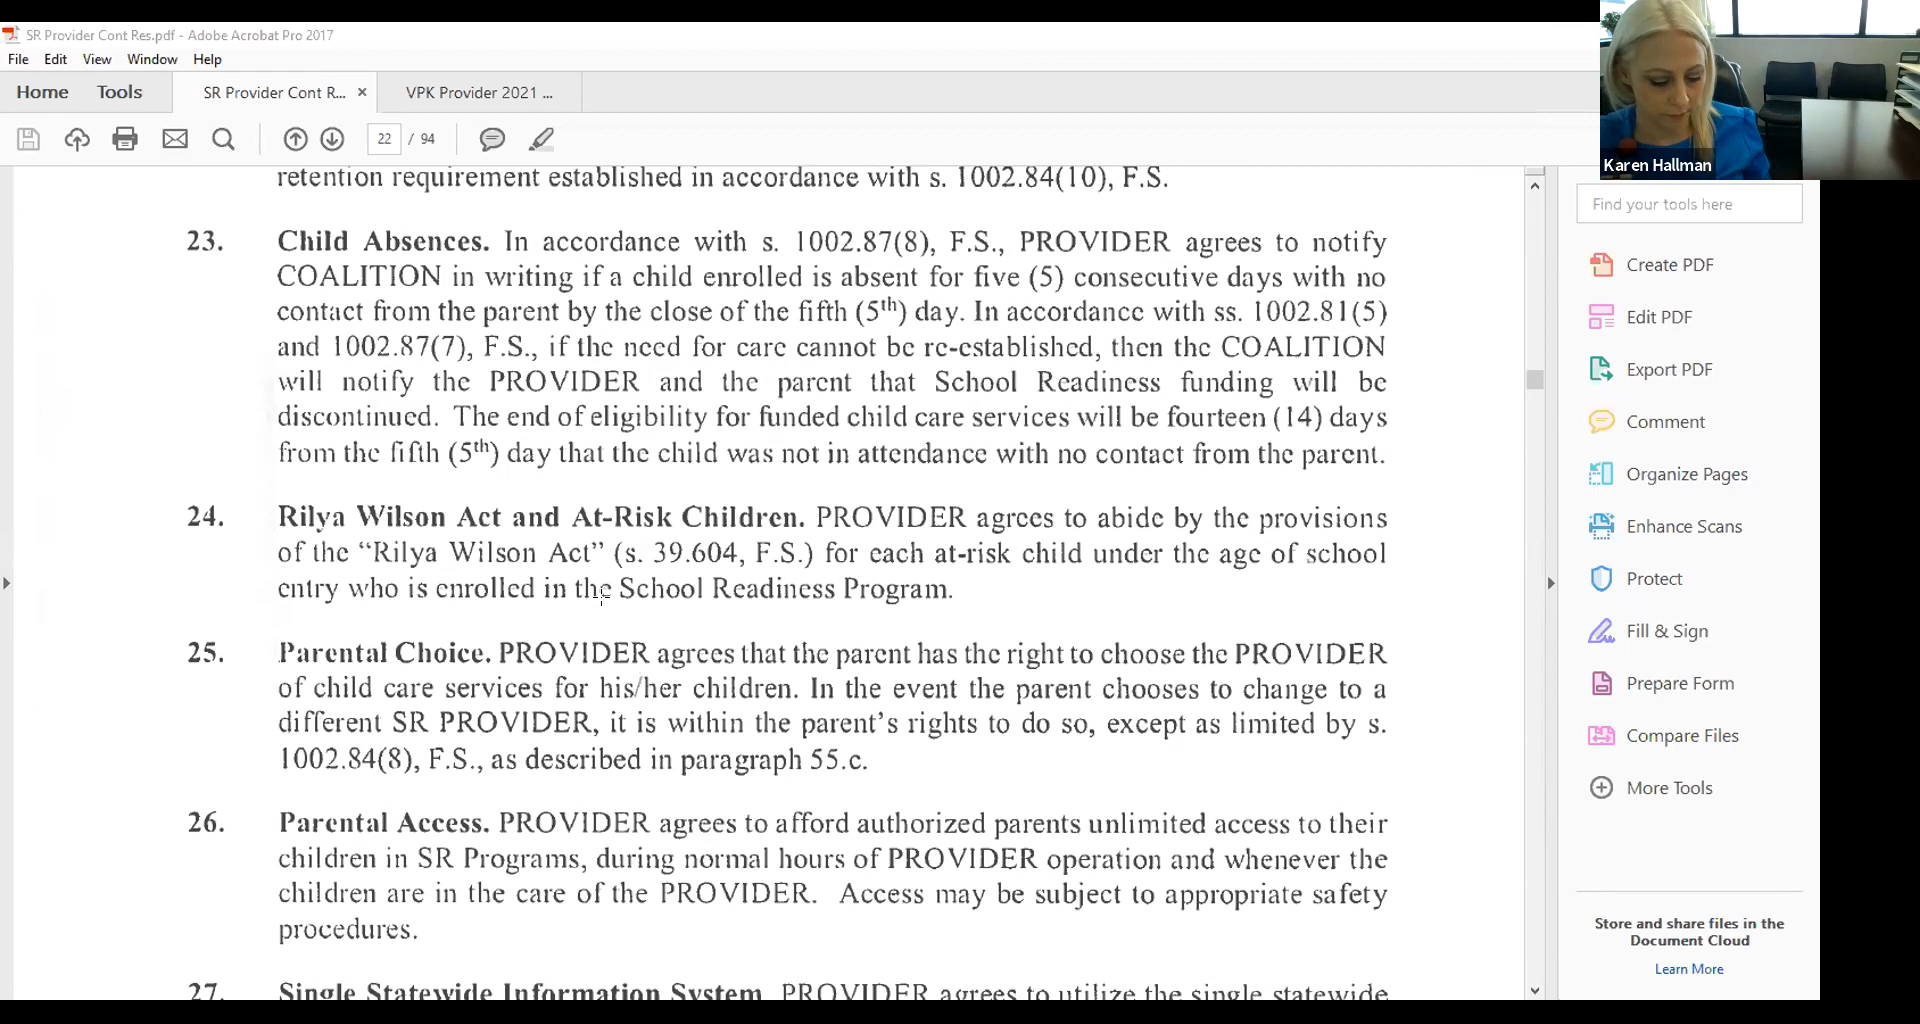 SR Provider Cont Res.pdf - Adobe Acrobat Pro 2017
File Edit View Window Help
Home Tools SR Provider Cont R... × VPK Provider 2021 ...
22 / 94
Karen Hallman
retention requirement established in accordance with s. 1002.84(10), F.S.
23. Child Absences. In accordance with s. 1002.87(8), F.S., PROVIDER agrees to notify
COALITION in writing if a child enrolled is absent for five (5) consecutive days with no
contact from the parent by the close of the fifth (5th) day. In accordance with ss. 1002.81(5)
and 1002.87(7), F.S., if the need for care cannot be re-established, then the COALITION
will notify the PROVIDER and the parent that School Readiness funding will be
discontinued. The end of eligibility for funded child care services will be fourteen (14) days
from the fifth (5th) day that the child was not in attendance with no contact from the parent.
24. Rilya Wilson Act and At-Risk Children. PROVIDER agrees to abide by the provisions
of the “Rilya Wilson Act” (s. 39.604, F.S.) for each at-risk child under the age of school
entry who is enrolled in the School Readiness Program.
25. Parental Choice. PROVIDER agrees that the parent has the right to choose the PROVIDER
of child care services for his/her children. In the event the parent chooses to change to a
different SR PROVIDER, it is within the parent’s rights to do so, except as limited by s.
1002.84(8), F.S., as described in paragraph 55.c.
26. Parental Access. PROVIDER agrees to afford authorized parents unlimited access to their
children in SR Programs, during normal hours of PROVIDER operation and whenever the
children are in the care of the PROVIDER. Access may be subject to appropriate safety
procedures.
27. Single Statewide Information System. PROVIDER agrees to utilize the single statewide
Find your tools here
Create PDF
Edit PDF
Export PDF
Comment
Organize Pages
Enhance Scans
Protect
Fill & Sign
Prepare Form
Compare Files
More Tools
Store and share files in the
Document Cloud
Learn More